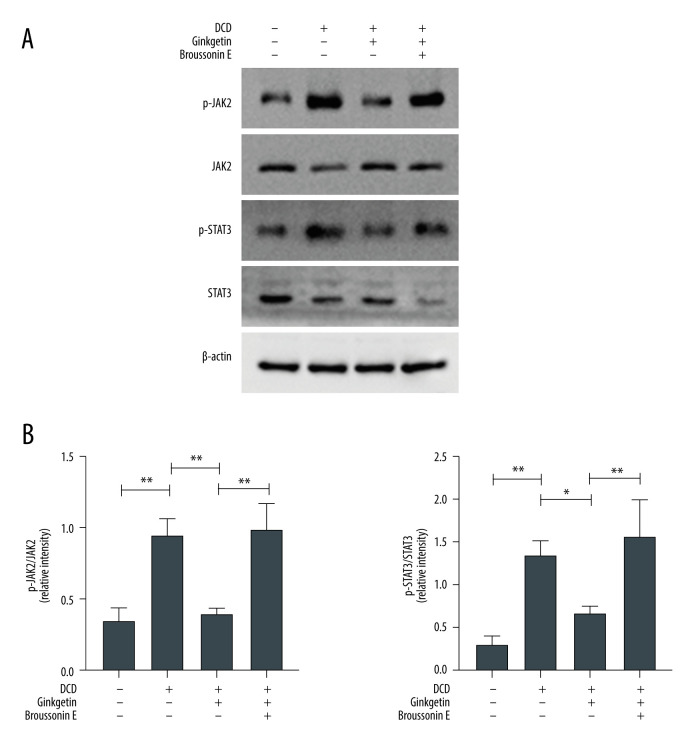 A
DCD − + + +
Ginkgetin − − + +
Broussonin E − − − +
p-JAK2
JAK2
p-STAT3
STAT3
β-actin
B
1.5
1.0
0.5
0.0
p-JAK2/JAK2
(relative intensity)
**
**
**
DCD − + + +
Ginkgetin − − + +
Broussonin E − − − +
2.5
2.0
1.5
1.0
0.5
0.0
p-STAT3/STAT3
(relative intensity)
**
*
**
DCD − + + +
Ginkgetin − − + +
Broussonin E − − − +